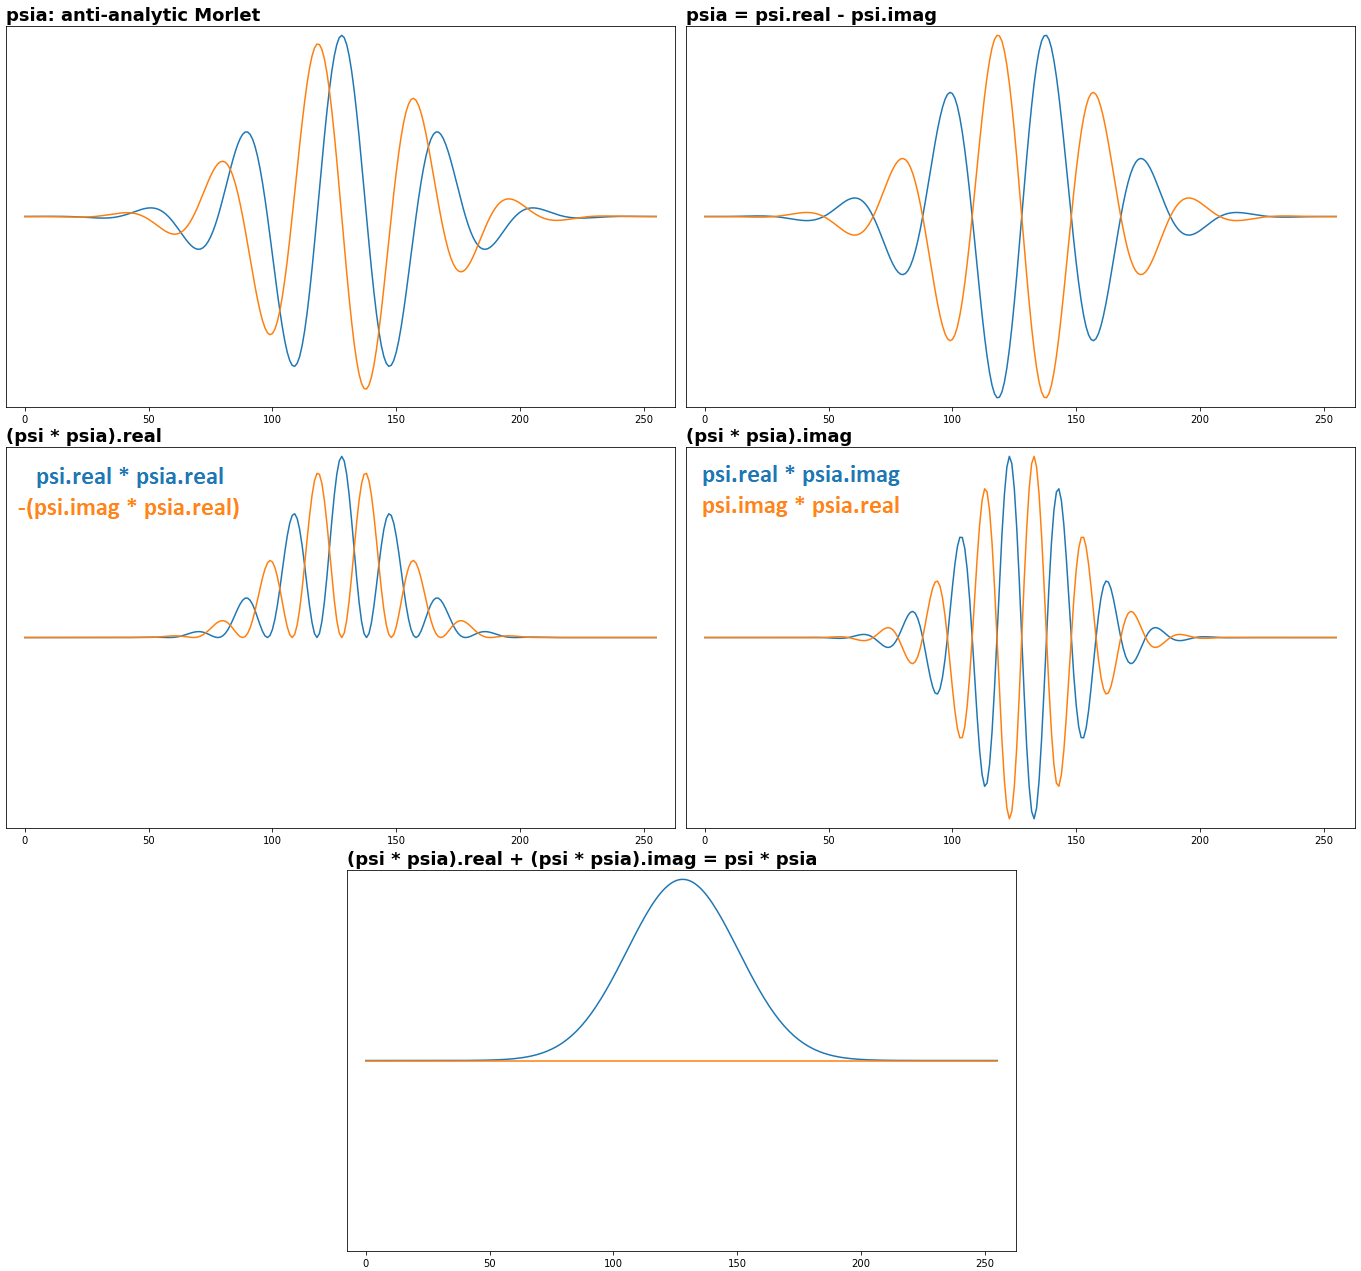 psia: anti-analytic Morlet
psia = psi.real - psi.imag
0 50 100 150 200 250
0 50 100 150 200 250
(psi * psia).real
psi.real * psia.real
-(psi.imag * psia.real)
(psi * psia).imag
psi.real * psia.imag
psi.imag * psia.real
0 50 100 150 200 250
0 50 100 150 200 250
(psi * psia).real + (psi * psia).imag = psi * psia
0 50 100 150 200 250